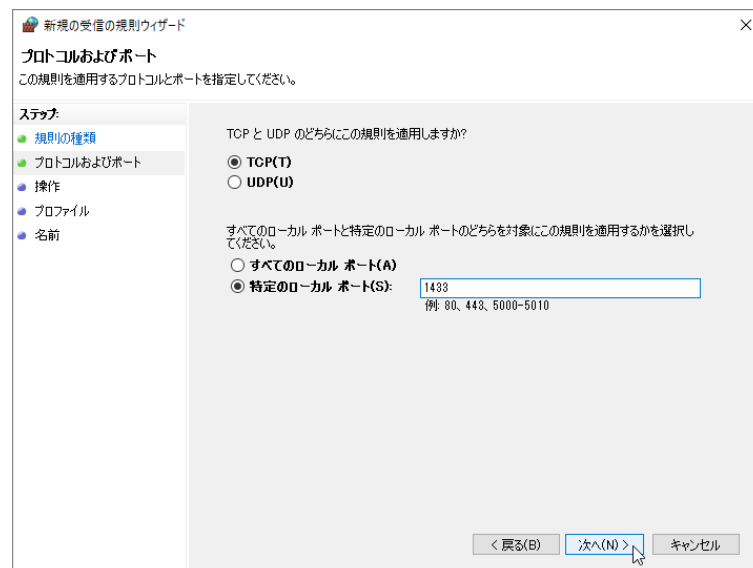 新規の受信の規則ウィザード
プロトコルおよびポート
この規則を適用するプロトコルとポートを指定してください。
ステップ:
規則の種類
プロトコルおよびポート
操作
プロファイル
名前
TCP と UDP のどちらにこの規則を適用しますか?
TCP(T)
UDP(U)
すべてのローカル ポートと特定のローカル ポートのどちらを対象にこの規則を適用するかを選択し
てください。
すべてのローカル ポート(A)
特定のローカル ポート(S): 1433
例: 80、443、5000-5010
< 戻る(B) 次へ(N) > キャンセル